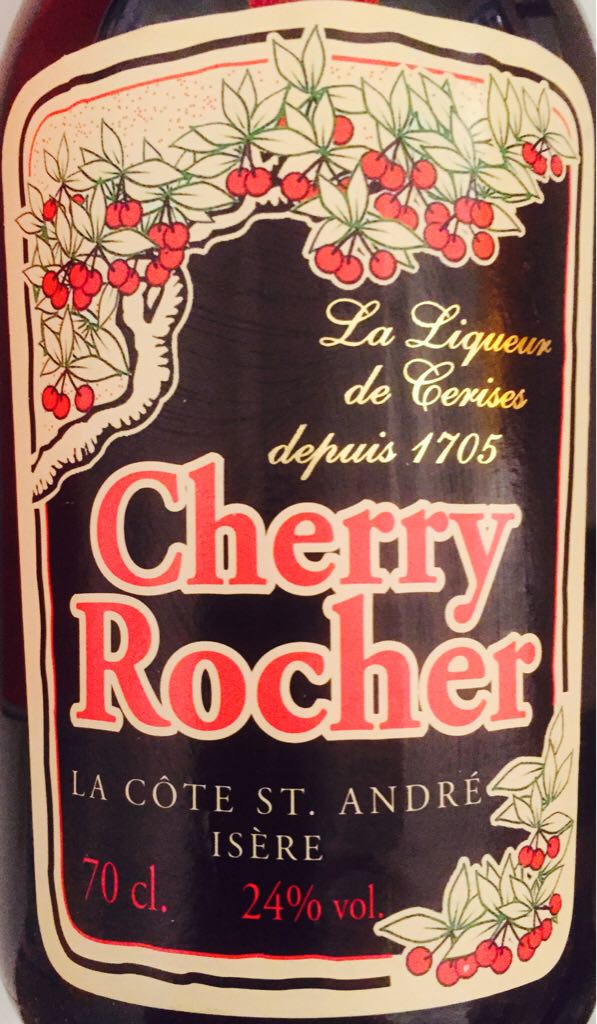 La Liqueur
de Cerises
depuis 1705
Cherry
Rocher
LA CÔTE ST. ANDRÉ
ISÈRE
70 cl. 24% vol.